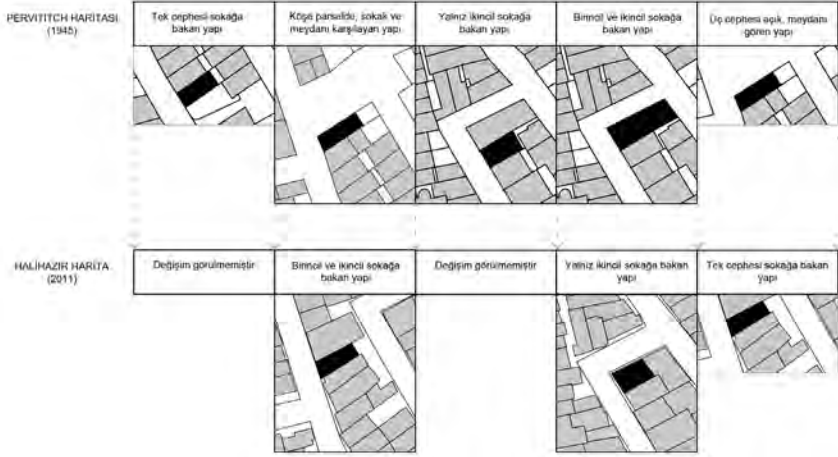 PERVITITCH HARİTASI
(1945)
Tek cephesi sokağa
bakan yapı
Köşe parselde, sokak ve
meydanı karşılayan yapı
Yalnız ikincil sokağa
bakan yapı
Birincil ve ikincil sokağa
bakan yapı
Üç cephesi açık, meydanı
gören yapı
HALİHAZIR HARİTA
(2011)
Değişim görülmemiştir
Birincil ve ikincil sokağa
bakan yapı
Değişim görülmemiştir
Yalnız ikincil sokağa bakan
yapı
Tek cephesi sokağa bakan
yapı